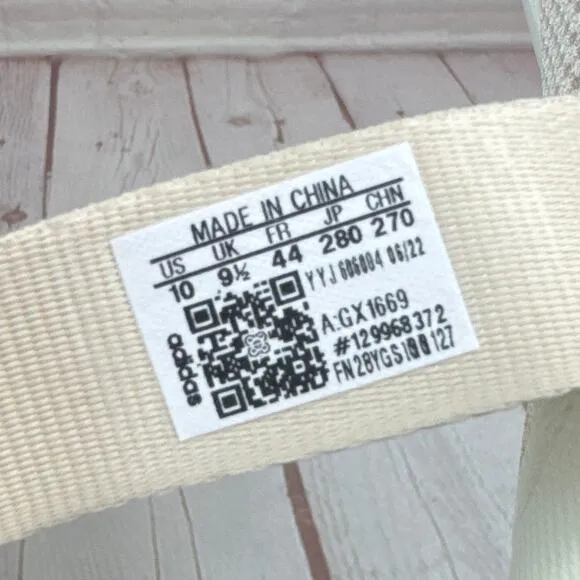 MADE IN CHINA
US UK FR JP CHN
10 9½ 44 280 270
YYJ 606004 06/22
A:GX1669
#129968372
adidas